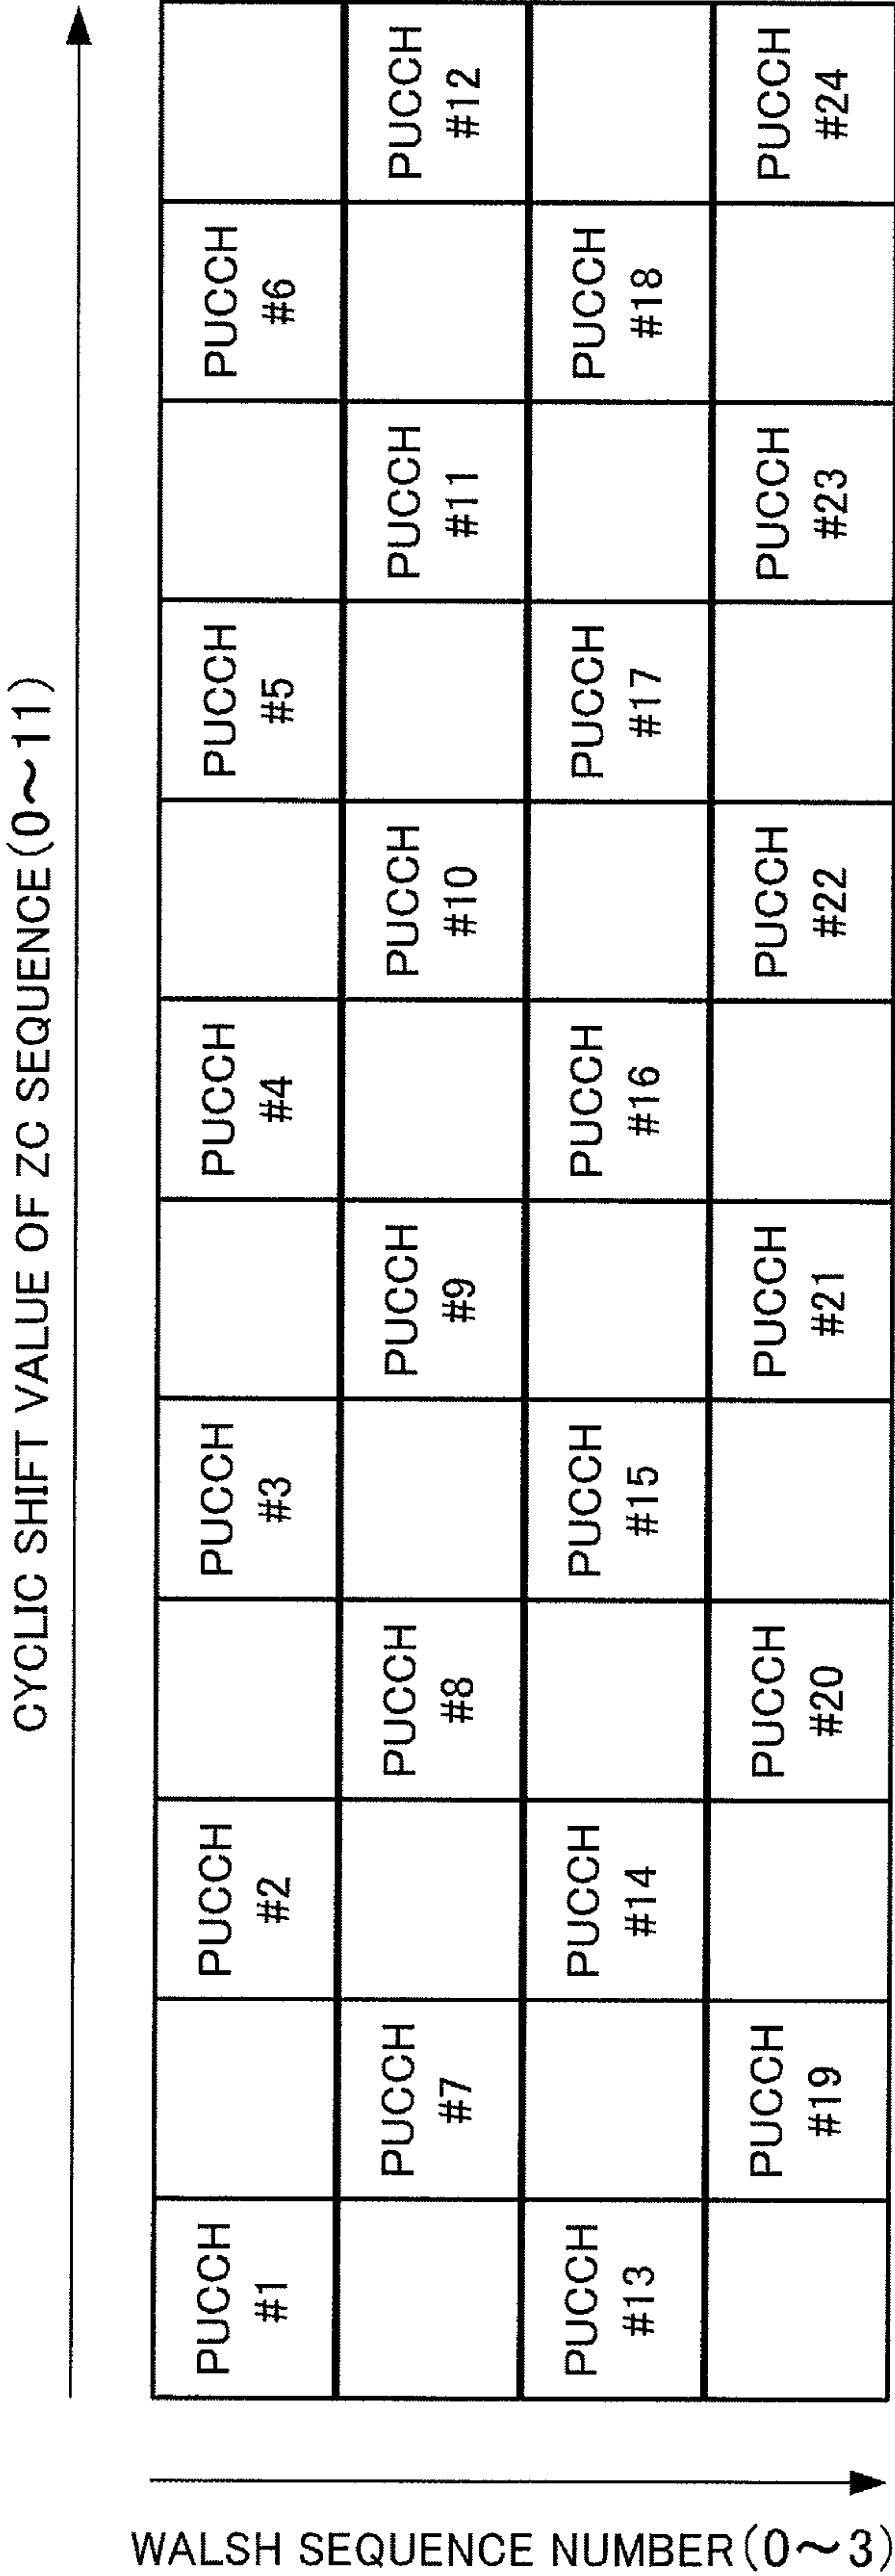 CYCLIC SHIFT VALUE OF ZC SEQUENCE(0～11)
WALSH SEQUENCE NUMBER(0～3)
PUCCH
#1
PUCCH
#2
PUCCH
#3
PUCCH
#4
PUCCH
#5
PUCCH
#6
PUCCH
#7
PUCCH
#8
PUCCH
#9
PUCCH
#10
PUCCH
#11
PUCCH
#12
PUCCH
#13
PUCCH
#14
PUCCH
#15
PUCCH
#16
PUCCH
#17
PUCCH
#18
PUCCH
#19
PUCCH
#20
PUCCH
#21
PUCCH
#22
PUCCH
#23
PUCCH
#24